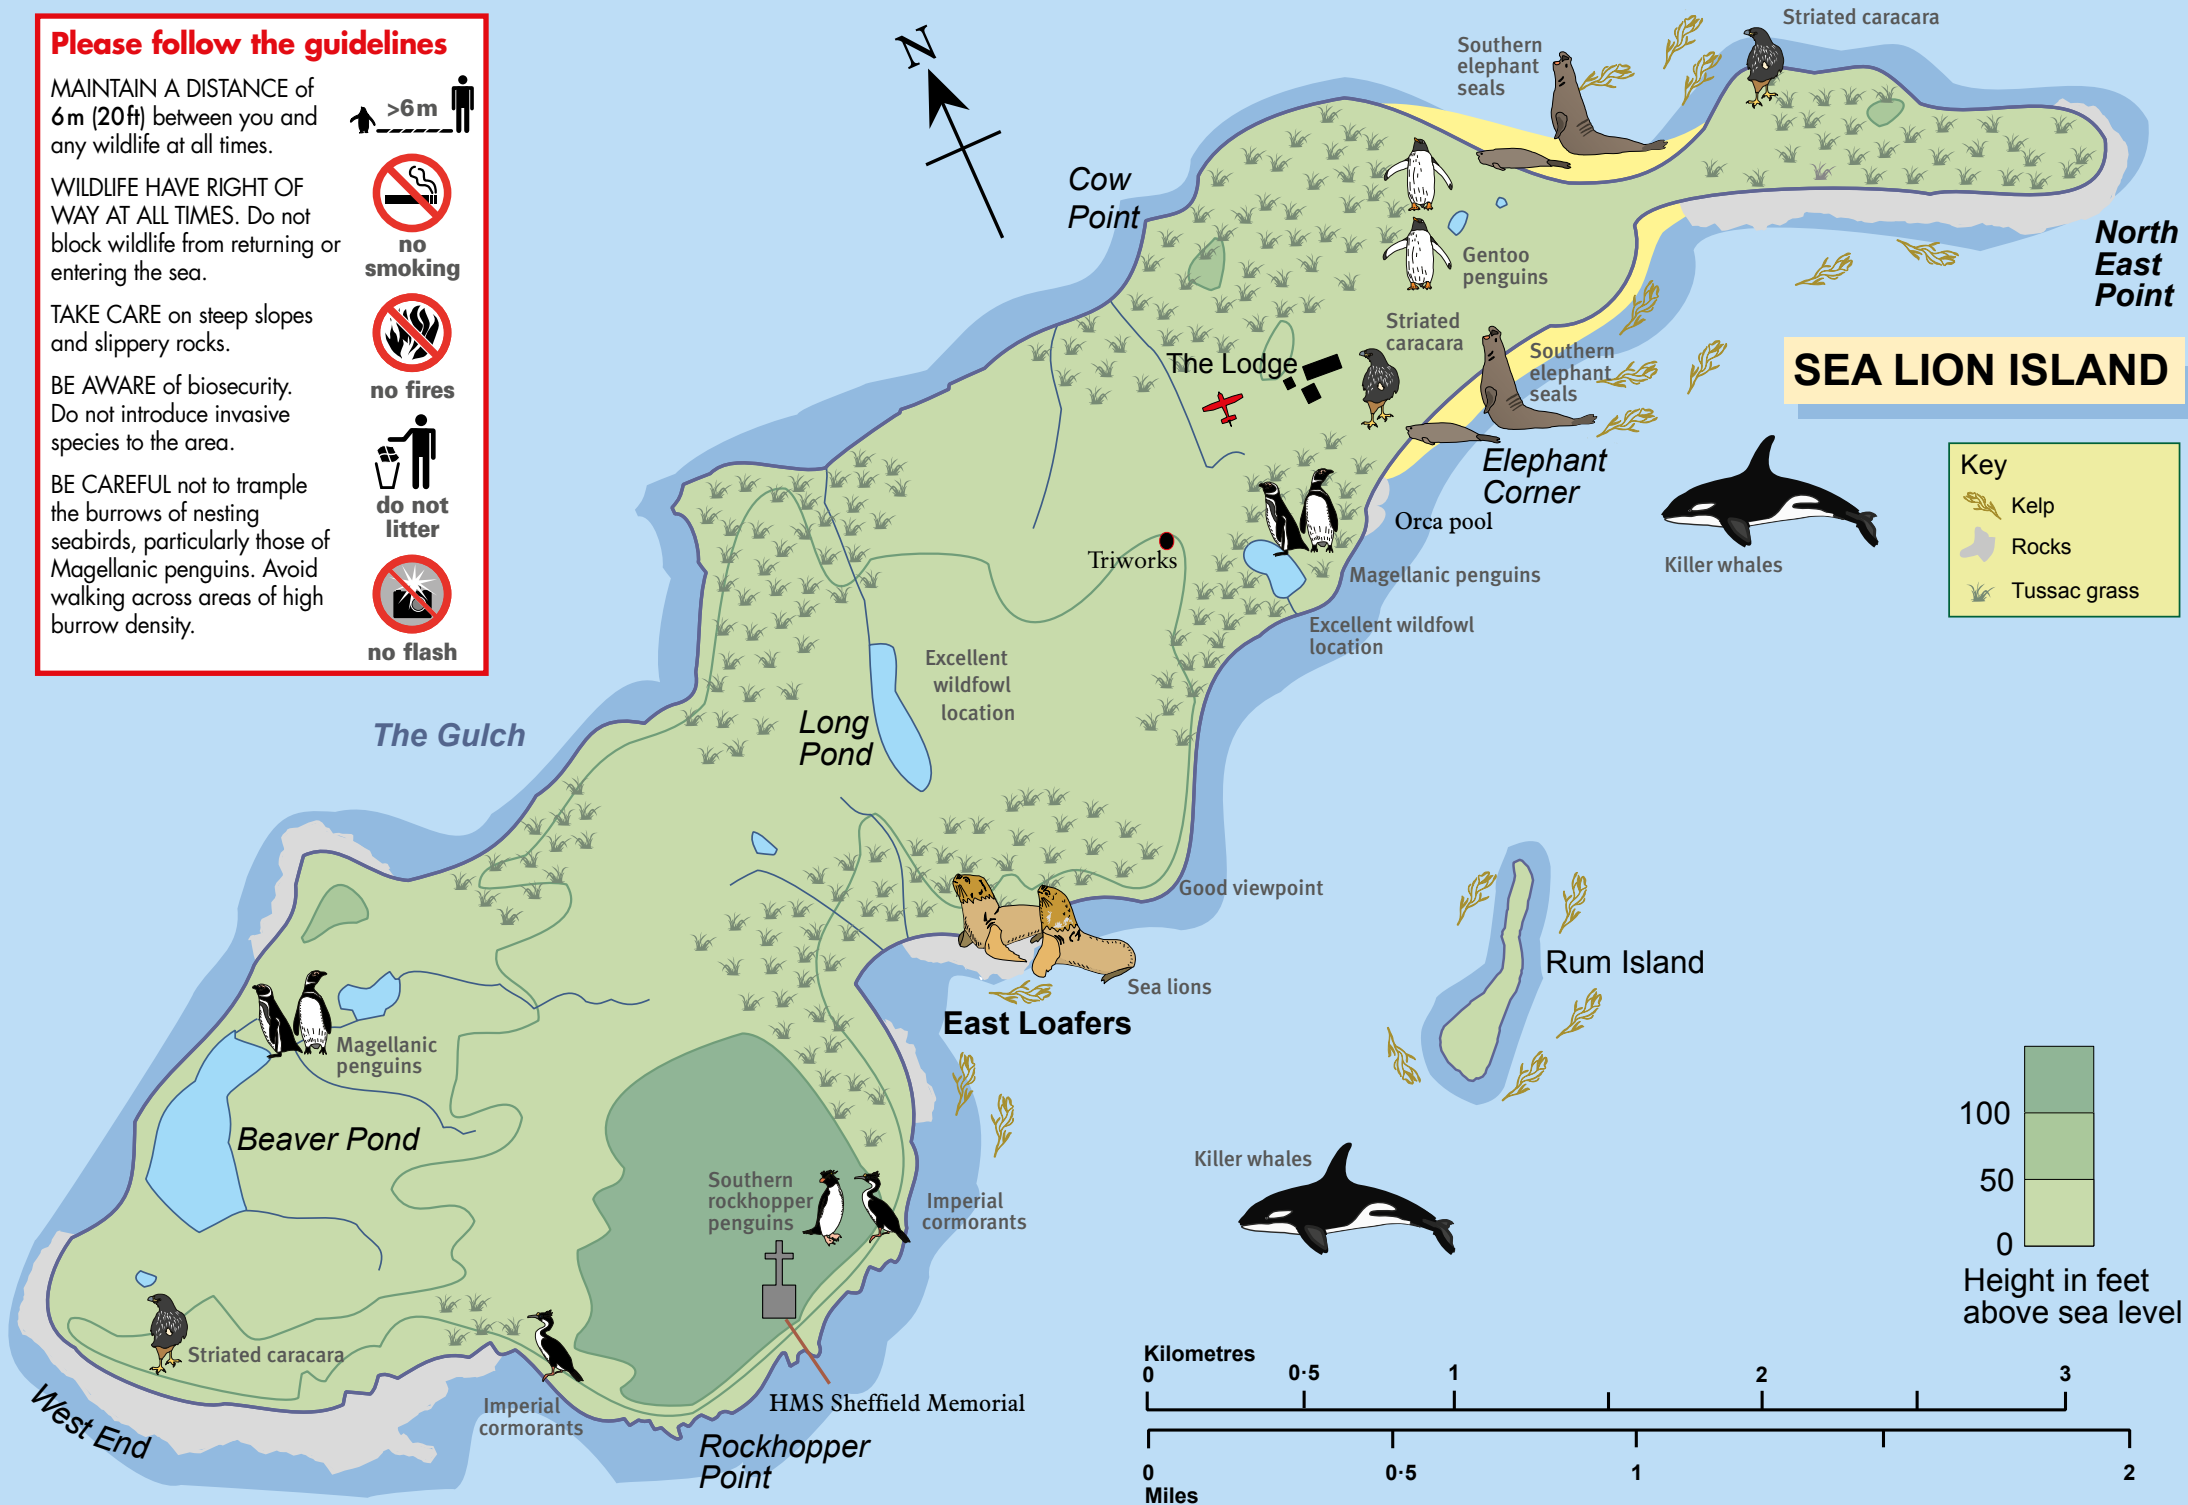 Please follow the guidelines
MAINTAIN A DISTANCE of
6m (20ft) between you and
any wildlife at all times.
>6m
WILDLIFE HAVE RIGHT OF
WAY AT ALL TIMES. Do not
block wildlife from returning or
entering the sea.
no
smoking
TAKE CARE on steep slopes
and slippery rocks.
no fires
BE AWARE of biosecurity.
Do not introduce invasive
species to the area.
do not
litter
BE CAREFUL not to trample
the burrows of nesting
seabirds, particularly those of
Magellanic penguins. Avoid
walking across areas of high
burrow density.
no flash
N
Striated caracara
Southern
elephant
seals
Cow
Point
North
East
Point
Gentoo
penguins
Striated
caracara
The Lodge
Southern
elephant
seals
SEA LION ISLAND
Elephant
Corner
Key
Kelp
Rocks
Tussac grass
Orca pool
Triworks
Killer whales
Magellanic penguins
Excellent wildfowl
location
Excellent
wildfowl
location
The Gulch
Long
Pond
Good viewpoint
Rum Island
Sea lions
East Loafers
Magellanic
penguins
Beaver Pond
Killer whales
Southern
rockhopper
penguins
Imperial
cormorants
100
50
0
Height in feet
above sea level
Striated caracara
West End
Imperial
cormorants
HMS Sheffield Memorial
Rockhopper
Point
Kilometres
0 0·5 1 2 3
0 0·5 1 2
Miles